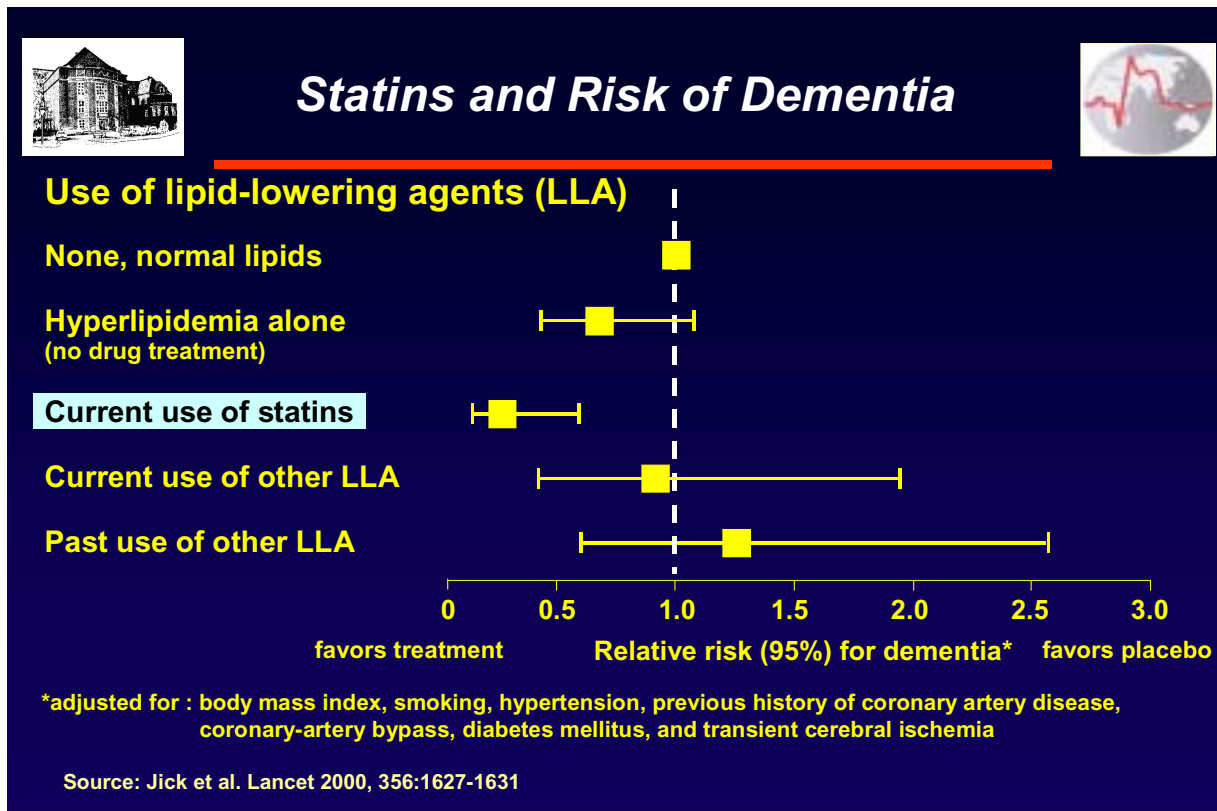 Statins and Risk of Dementia
Use of lipid-lowering agents (LLA)
None, normal lipids
Hyperlipidemia alone
(no drug treatment)
Current use of statins
Current use of other LLA
Past use of other LLA
0 0.5 1.0 1.5 2.0 2.5 3.0
favors treatment Relative risk (95%) for dementia* favors placebo
*adjusted for : body mass index, smoking, hypertension, previous history of coronary artery disease,
coronary-artery bypass, diabetes mellitus, and transient cerebral ischemia
Source: Jick et al. Lancet 2000, 356:1627-1631